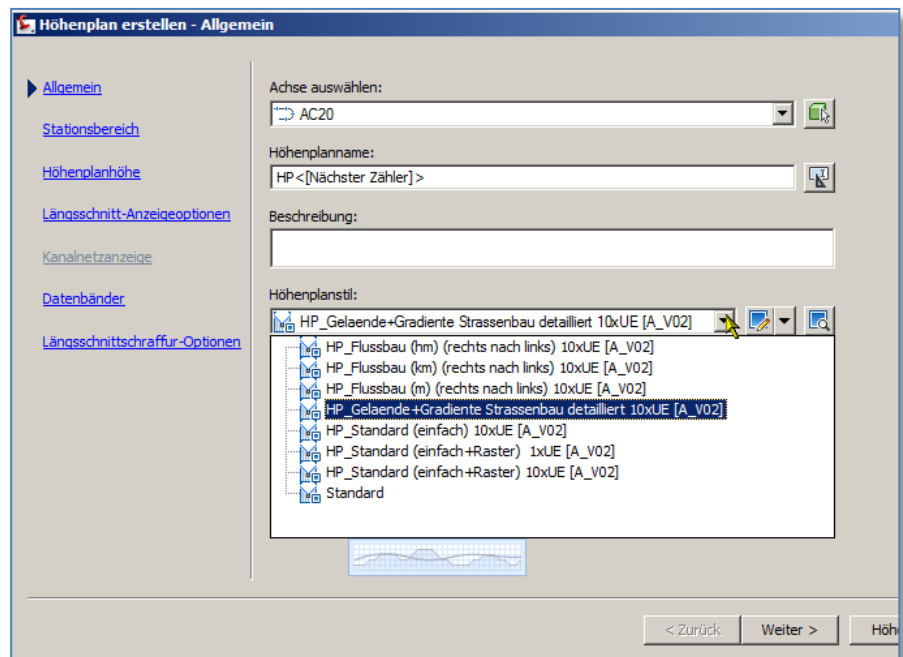 Höhenplan erstellen - Allgemein
Allgemein
Stationsbereich
Höhenplanhöhe
Längsschnitt-Anzeigeoptionen
Kanalnetzanzeige
Datenbänder
Längsschnittschraffur-Optionen
Achse auswählen:
AC20
Höhenplanname:
HP<[Nächster Zähler]>
Beschreibung:
Höhenplanstil:
HP_Gelaende+Gradiente Strassenbau detailliert 10xUE [A_V02]
HP_Flussbau (hm) (rechts nach links) 10xUE [A_V02]
HP_Flussbau (km) (rechts nach links) 10xUE [A_V02]
HP_Flussbau (m) (rechts nach links) 10xUE [A_V02]
HP_Gelaende+Gradiente Strassenbau detailliert 10xUE [A_V02]
HP_Standard (einfach) 10xUE [A_V02]
HP_Standard (einfach+Raster) 1xUE [A_V02]
HP_Standard (einfach+Raster) 10xUE [A_V02]
Standard
< Zurück Weiter > Höh